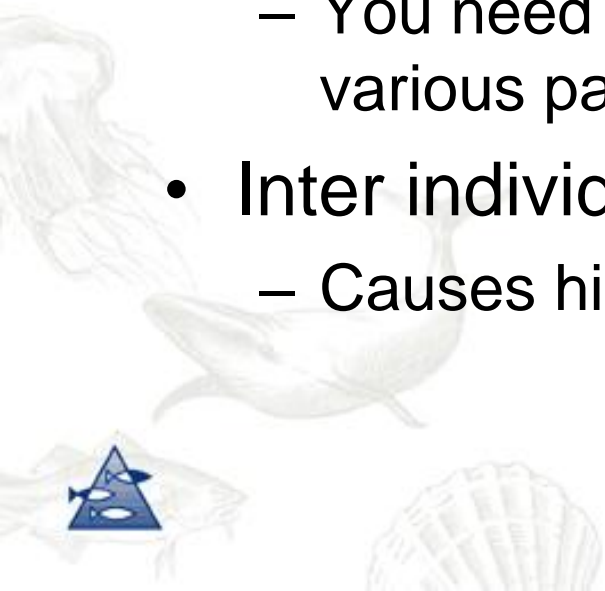 – You need
various pa
• Inter individ
– Causes hi